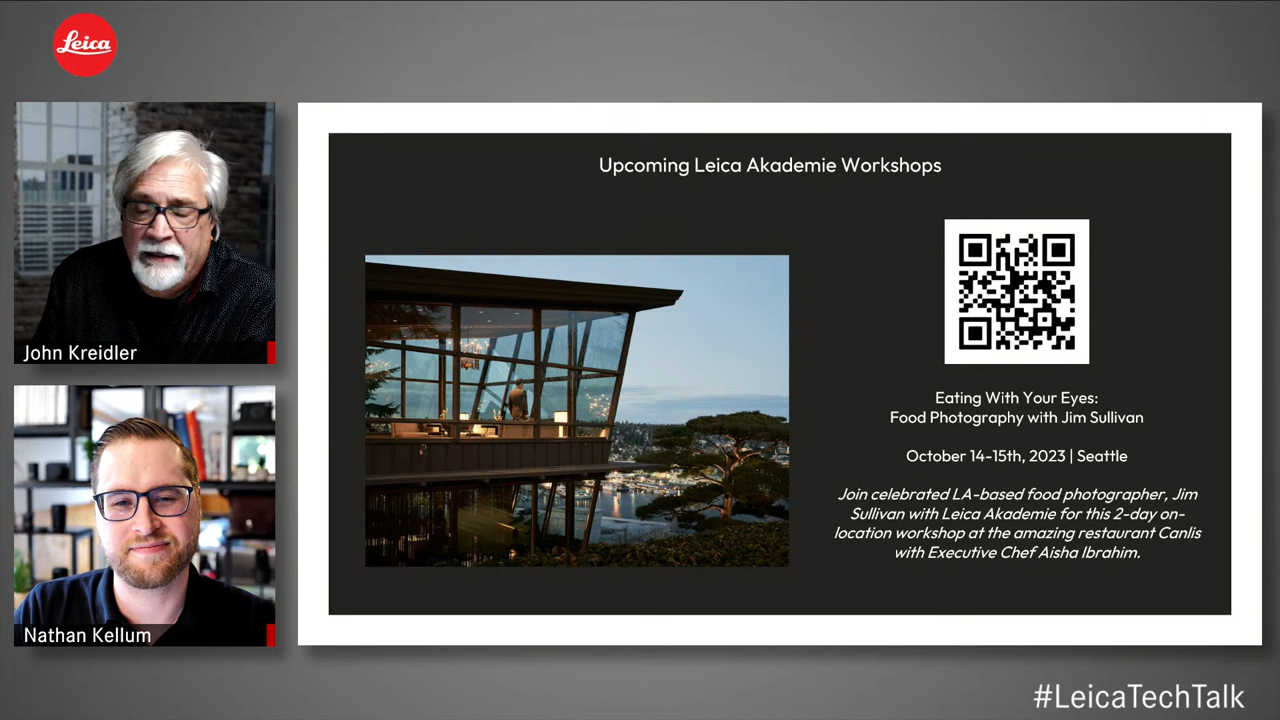 Leica
John Kreidler
Nathan Kellum
Upcoming Leica Akademie Workshops
Eating With Your Eyes:
Food Photography with Jim Sullivan
October 14-15th, 2023 | Seattle
Join celebrated LA-based food photographer, Jim
Sullivan with Leica Akademie for this 2-day on-
location workshop at the amazing restaurant Canlis
with Executive Chef Aisha Ibrahim.
#LeicaTechTalk